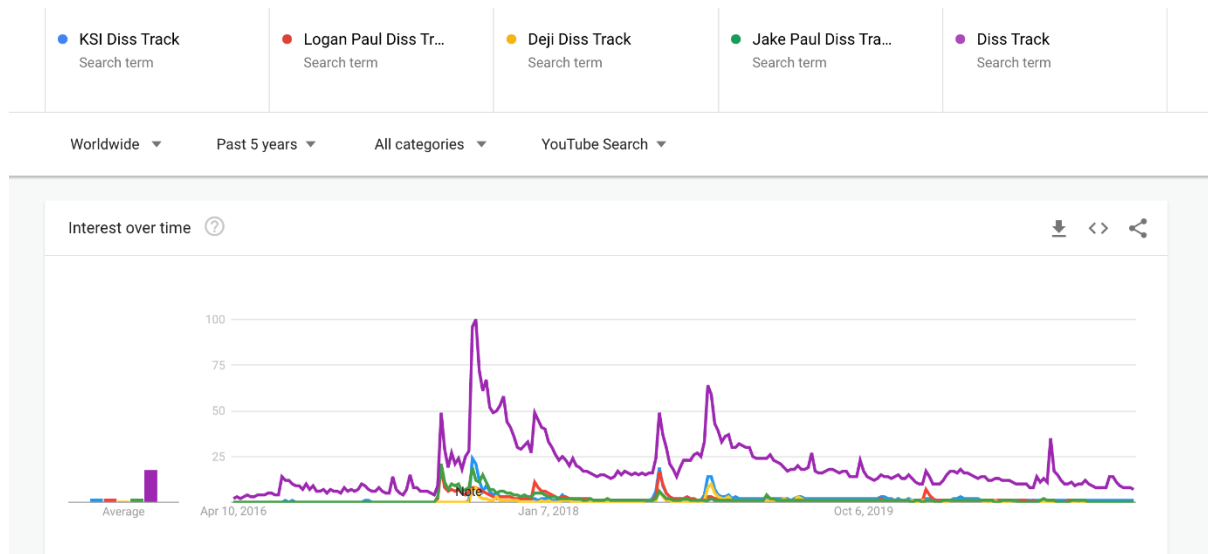 KSI Diss Track
Search term
Logan Paul Diss Tr...
Search term
Deji Diss Track
Search term
Jake Paul Diss Tra...
Search term
Diss Track
Search term
Worldwide
Past 5 years
All categories
YouTube Search
Interest over time
100
75
50
25
Note
Average
Apr 10, 2016
Jan 7, 2018
Oct 6, 2019